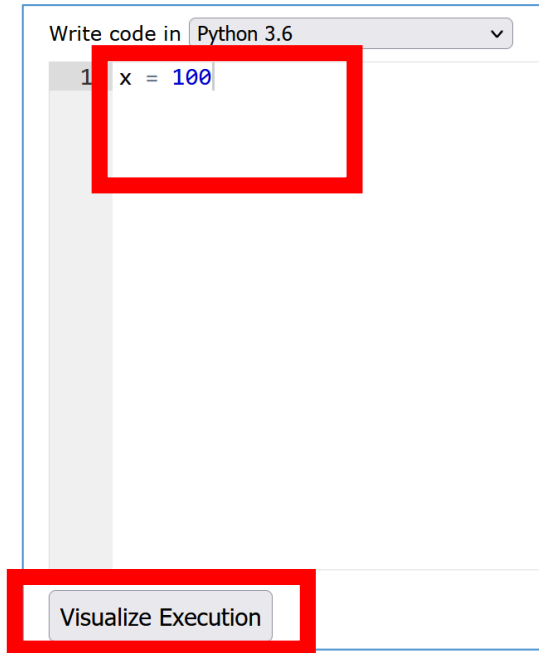 Write code in Python 3.6
1 x = 100
Visualize Execution